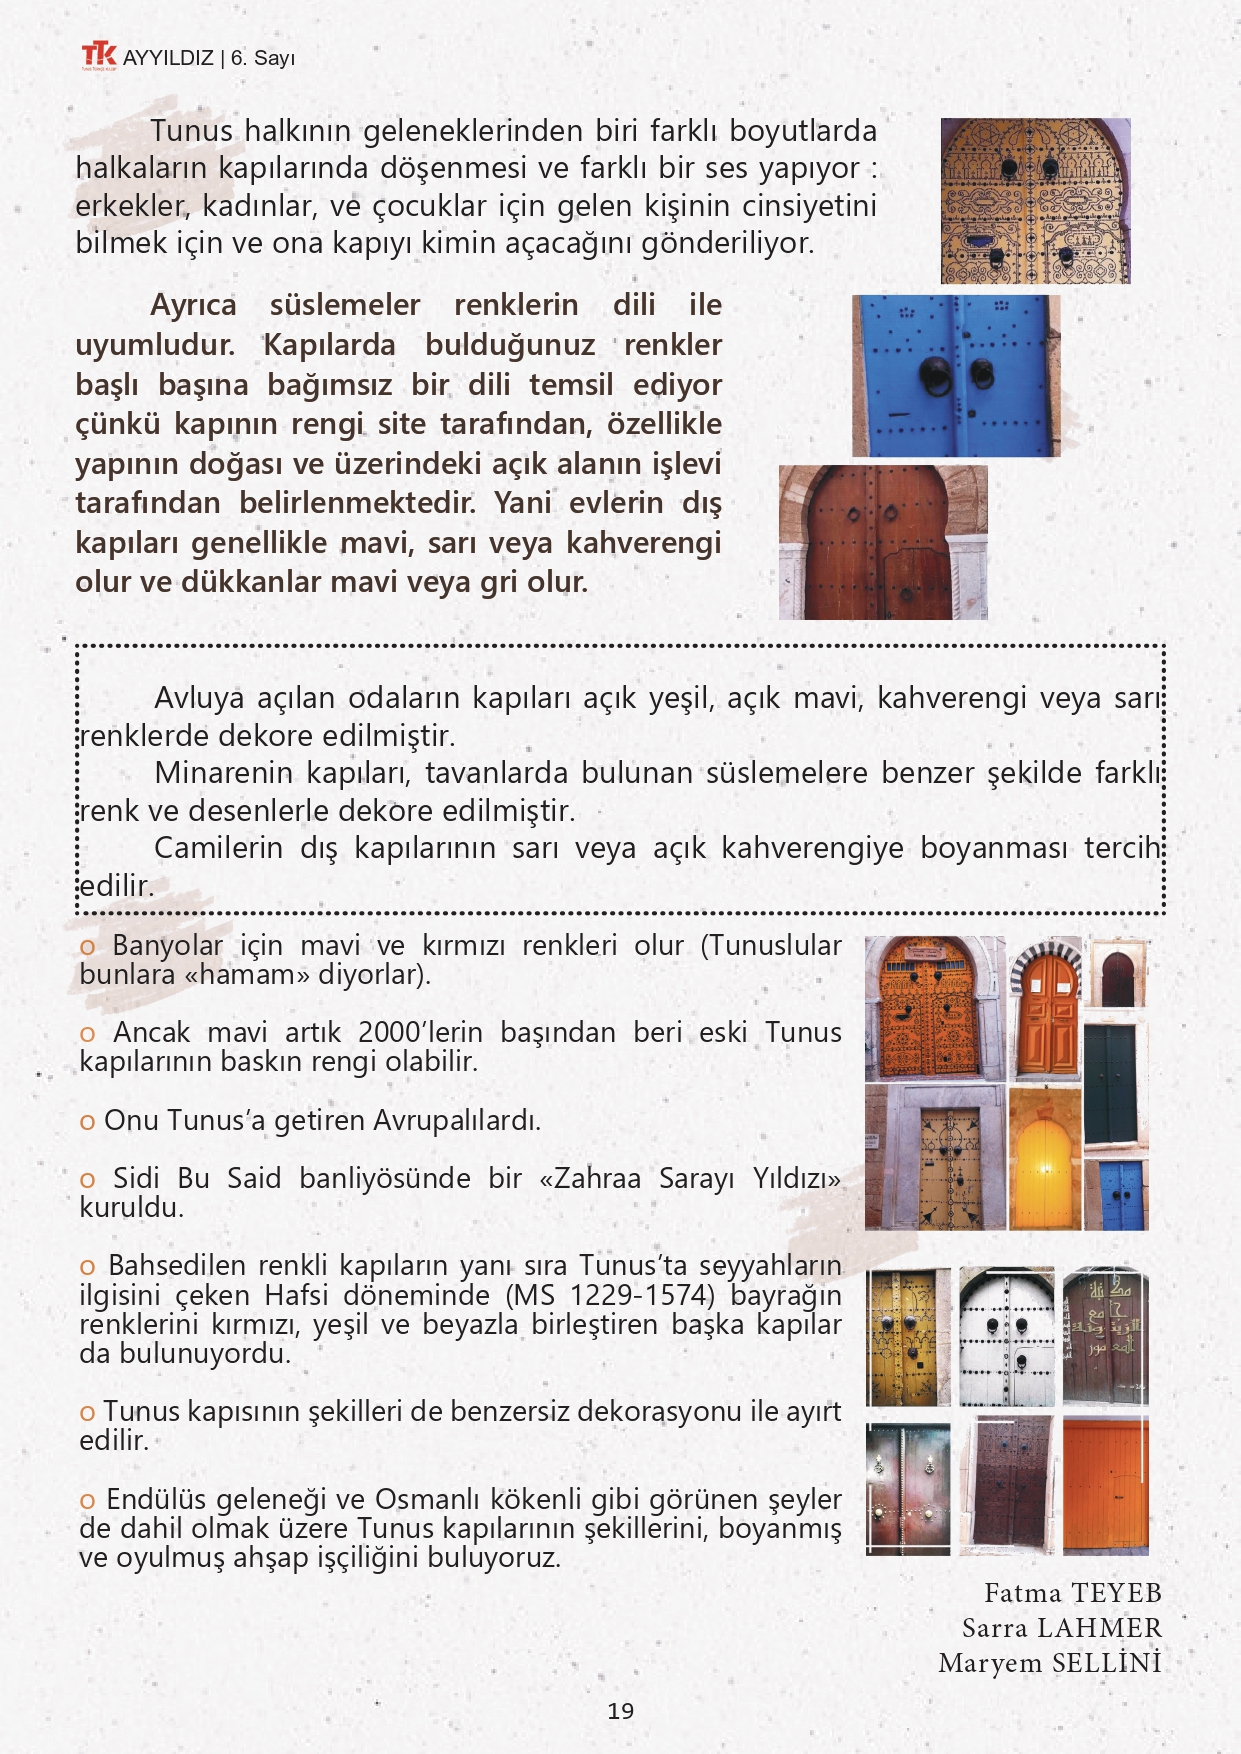 TTK AYYILDIZ | 6. Sayı
Tunus halkının geleneklerinden biri farklı boyutlarda
halkaların kapılarında döşenmesi ve farklı bir ses yapıyor :
erkekler, kadınlar, ve çocuklar için gelen kişinin cinsiyetini
bilmek için ve ona kapıyı kimin açacağını gönderiliyor.
Ayrıca süslemeler renklerin dili ile
uyumludur. Kapılarda bulduğunuz renkler
başlı başına bağımsız bir dili temsil ediyor
çünkü kapının rengi site tarafından, özellikle
yapının doğası ve üzerindeki açık alanın işlevi
tarafından belirlenmektedir. Yani evlerin dış
kapıları genellikle mavi, sarı veya kahverengi
olur ve dükkanlar mavi veya gri olur.
Avluya açılan odaların kapıları açık yeşil, açık mavi, kahverengi veya sarı
renklerde dekore edilmiştir.
Minarenin kapıları, tavanlarda bulunan süslemelere benzer şekilde farklı
renk ve desenlerle dekore edilmiştir.
Camilerin dış kapılarının sarı veya açık kahverengiye boyanması tercih
edilir.
o Banyolar için mavi ve kırmızı renkleri olur (Tunuslular
bunlara «hamam» diyorlar).
o Ancak mavi artık 2000’lerin başından beri eski Tunus
kapılarının baskın rengi olabilir.
o Onu Tunus’a getiren Avrupalılardı.
o Sidi Bu Said banliyösünde bir «Zahraa Sarayı Yıldızı»
kuruldu.
o Bahsedilen renkli kapıların yanı sıra Tunus’ta seyyahların
ilgisini çeken Hafsi döneminde (MS 1229-1574) bayrağın
renklerini kırmızı, yeşil ve beyazla birleştiren başka kapılar
da bulunuyordu.
o Tunus kapısının şekilleri de benzersiz dekorasyonu ile ayırt
edilir.
o Endülüs geleneği ve Osmanlı kökenli gibi görünen şeyler
de dahil olmak üzere Tunus kapılarının şekillerini, boyanmış
ve oyulmuş ahşap işçiliğini buluyoruz.
مكتبة
جامع
الزيتونة
المعمور
Fatma TEYEB
Sarra LAHMER
Maryem SELLİNİ
19